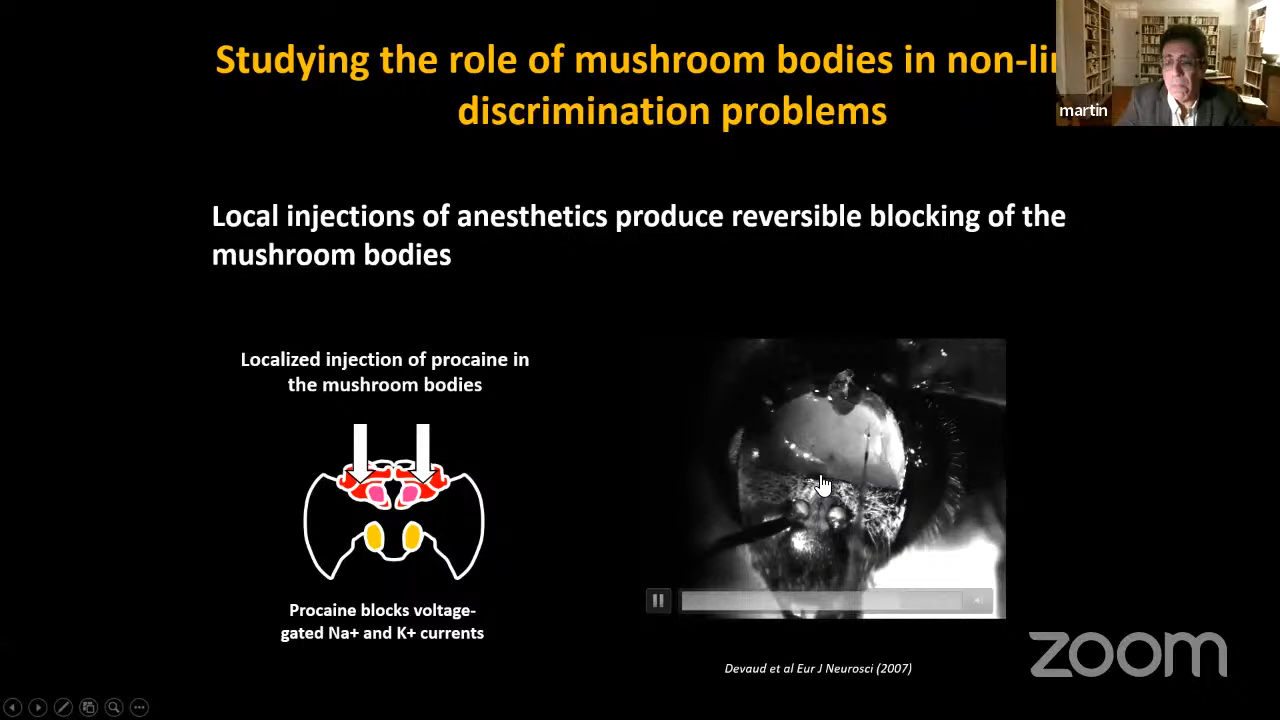 Studying the role of mushroom bodies in
discrimination problems
martin
Local injections of anesthetics produce reversible blocking of the
mushroom bodies
Localized injection of procaine in
the mushroom bodies
Procaine blocks voltage-
gated Na+ and K+ currents
Devaud et al Eur J Neurosci (2007)
zoom